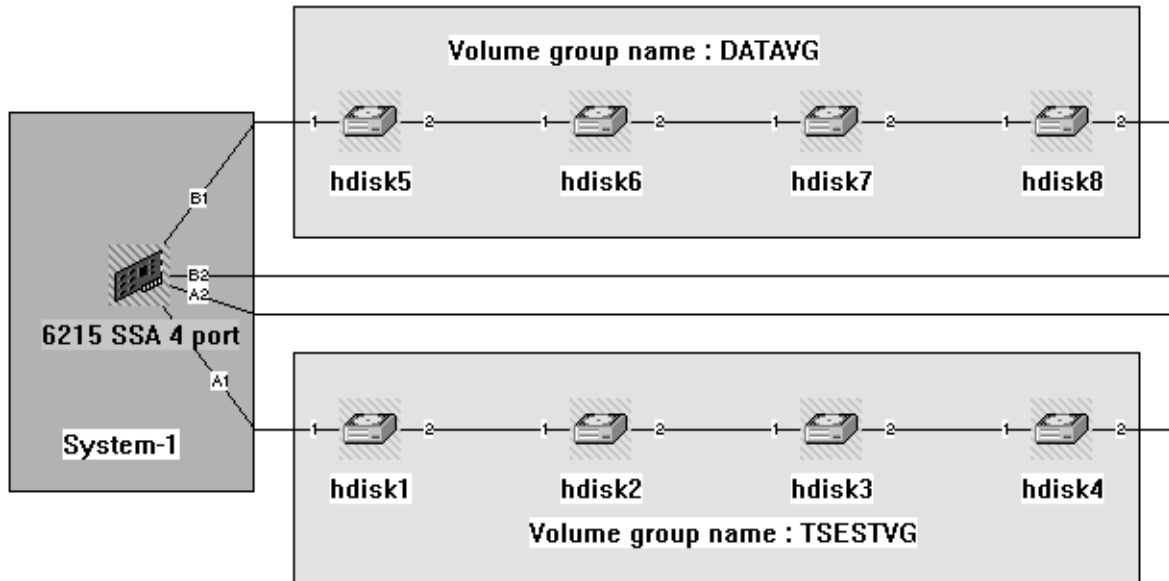 Volume group name : DATAVG
1 2 1 2 1 2 1 2
hdisk5 hdisk6 hdisk7 hdisk8
B1
B2
A2
6215 SSA 4 port
A1
System-1
1 2 1 2 1 2 1 2
hdisk1 hdisk2 hdisk3 hdisk4
Volume group name : TSESTVG